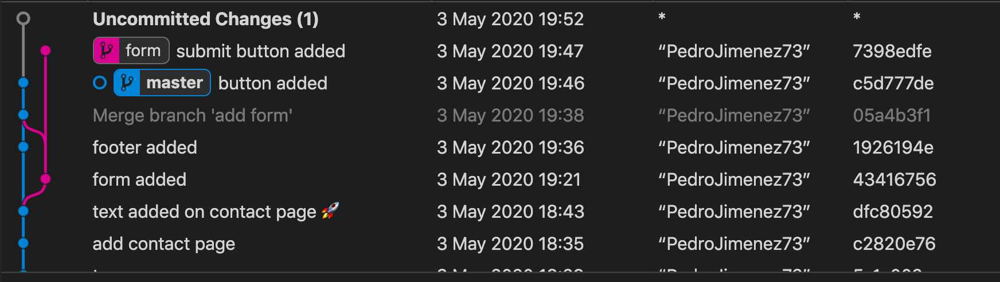 Uncommitted Changes (1) 3 May 2020 19:52 * *
form submit button added 3 May 2020 19:47 “PedroJimenez73” 7398edfe
master button added 3 May 2020 19:46 “PedroJimenez73” c5d777de
Merge branch 'add form' 3 May 2020 19:38 “PedroJimenez73” 05a4b3f1
footer added 3 May 2020 19:36 “PedroJimenez73” 1926194e
form added 3 May 2020 19:21 “PedroJimenez73” 43416756
text added on contact page 🚀 3 May 2020 18:43 “PedroJimenez73” dfc80592
add contact page 3 May 2020 18:35 “PedroJimenez73” c2820e76